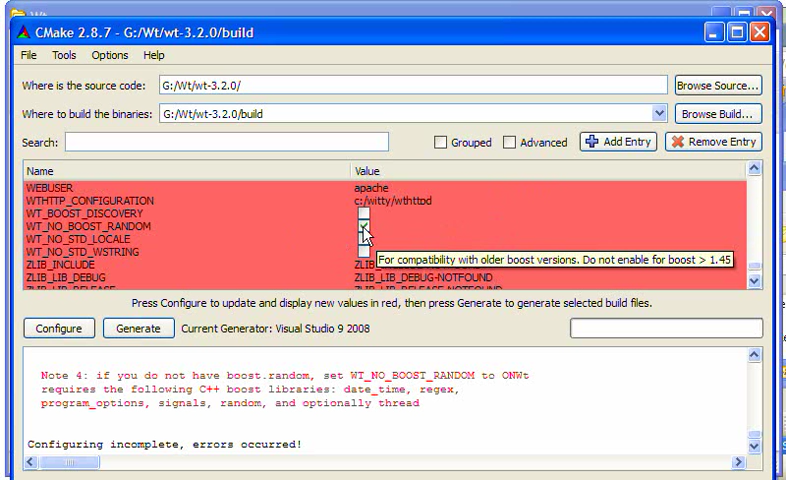 CMake 2.8.7 - G:/Wt/wt-3.2.0/build
File Tools Options Help
Where is the source code: G:/Wt/wt-3.2.0/ Browse Source...
Where to build the binaries: G:/Wt/wt-3.2.0/build Browse Build...
Search: Grouped Advanced Add Entry Remove Entry
Name Value
WEBUSER apache
WTHTTP_CONFIGURATION c:/witty/wthttpd
WT_BOOST_DISCOVERY
WT_NO_BOOST_RANDOM
WT_NO_STD_LOCALE
WT_NO_STD_WSTRING
For compatibility with older boost versions. Do not enable for boost > 1.45
ZLIB_INCLUDE
ZLIB_LIB_DEBUG ZLIB_LIB_DEBUG-NOTFOUND
Press Configure to update and display new values in red, then press Generate to generate selected build files.
Configure Generate Current Generator: Visual Studio 9 2008
Note 4: if you do not have boost.random, set WT_NO_BOOST_RANDOM to ONWt
requires the following C++ boost libraries: date_time, regex,
program_options, signals, random, and optionally thread
Configuring incomplete, errors occurred!